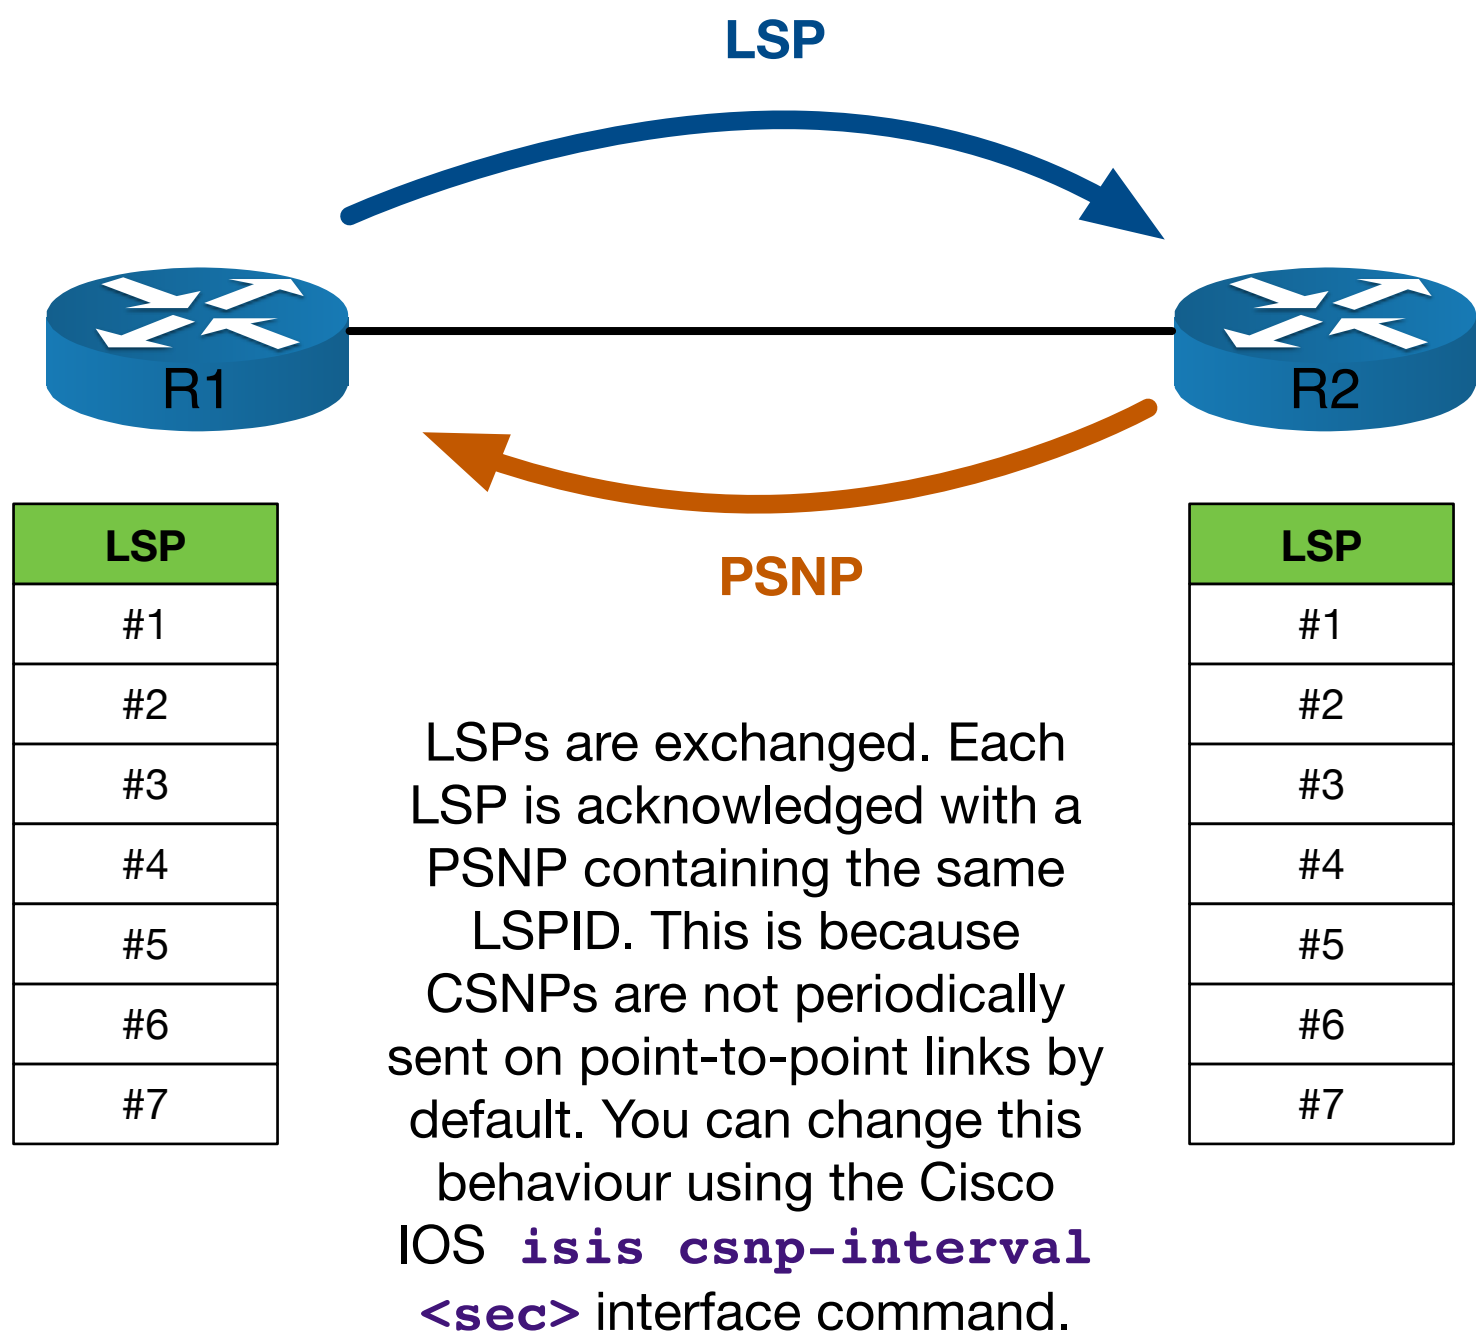 LSP
R1
R2
PSNP
LSP
#1
#2
#3
#4
#5
#6
#7
LSP
#1
#2
#3
#4
#5
#6
#7
LSPs are exchanged. Each
LSP is acknowledged with a
PSNP containing the same
LSPID. This is because
CSNPs are not periodically
sent on point-to-point links by
default. You can change this
behaviour using the Cisco
IOS isis csnp-interval
<sec> interface command.